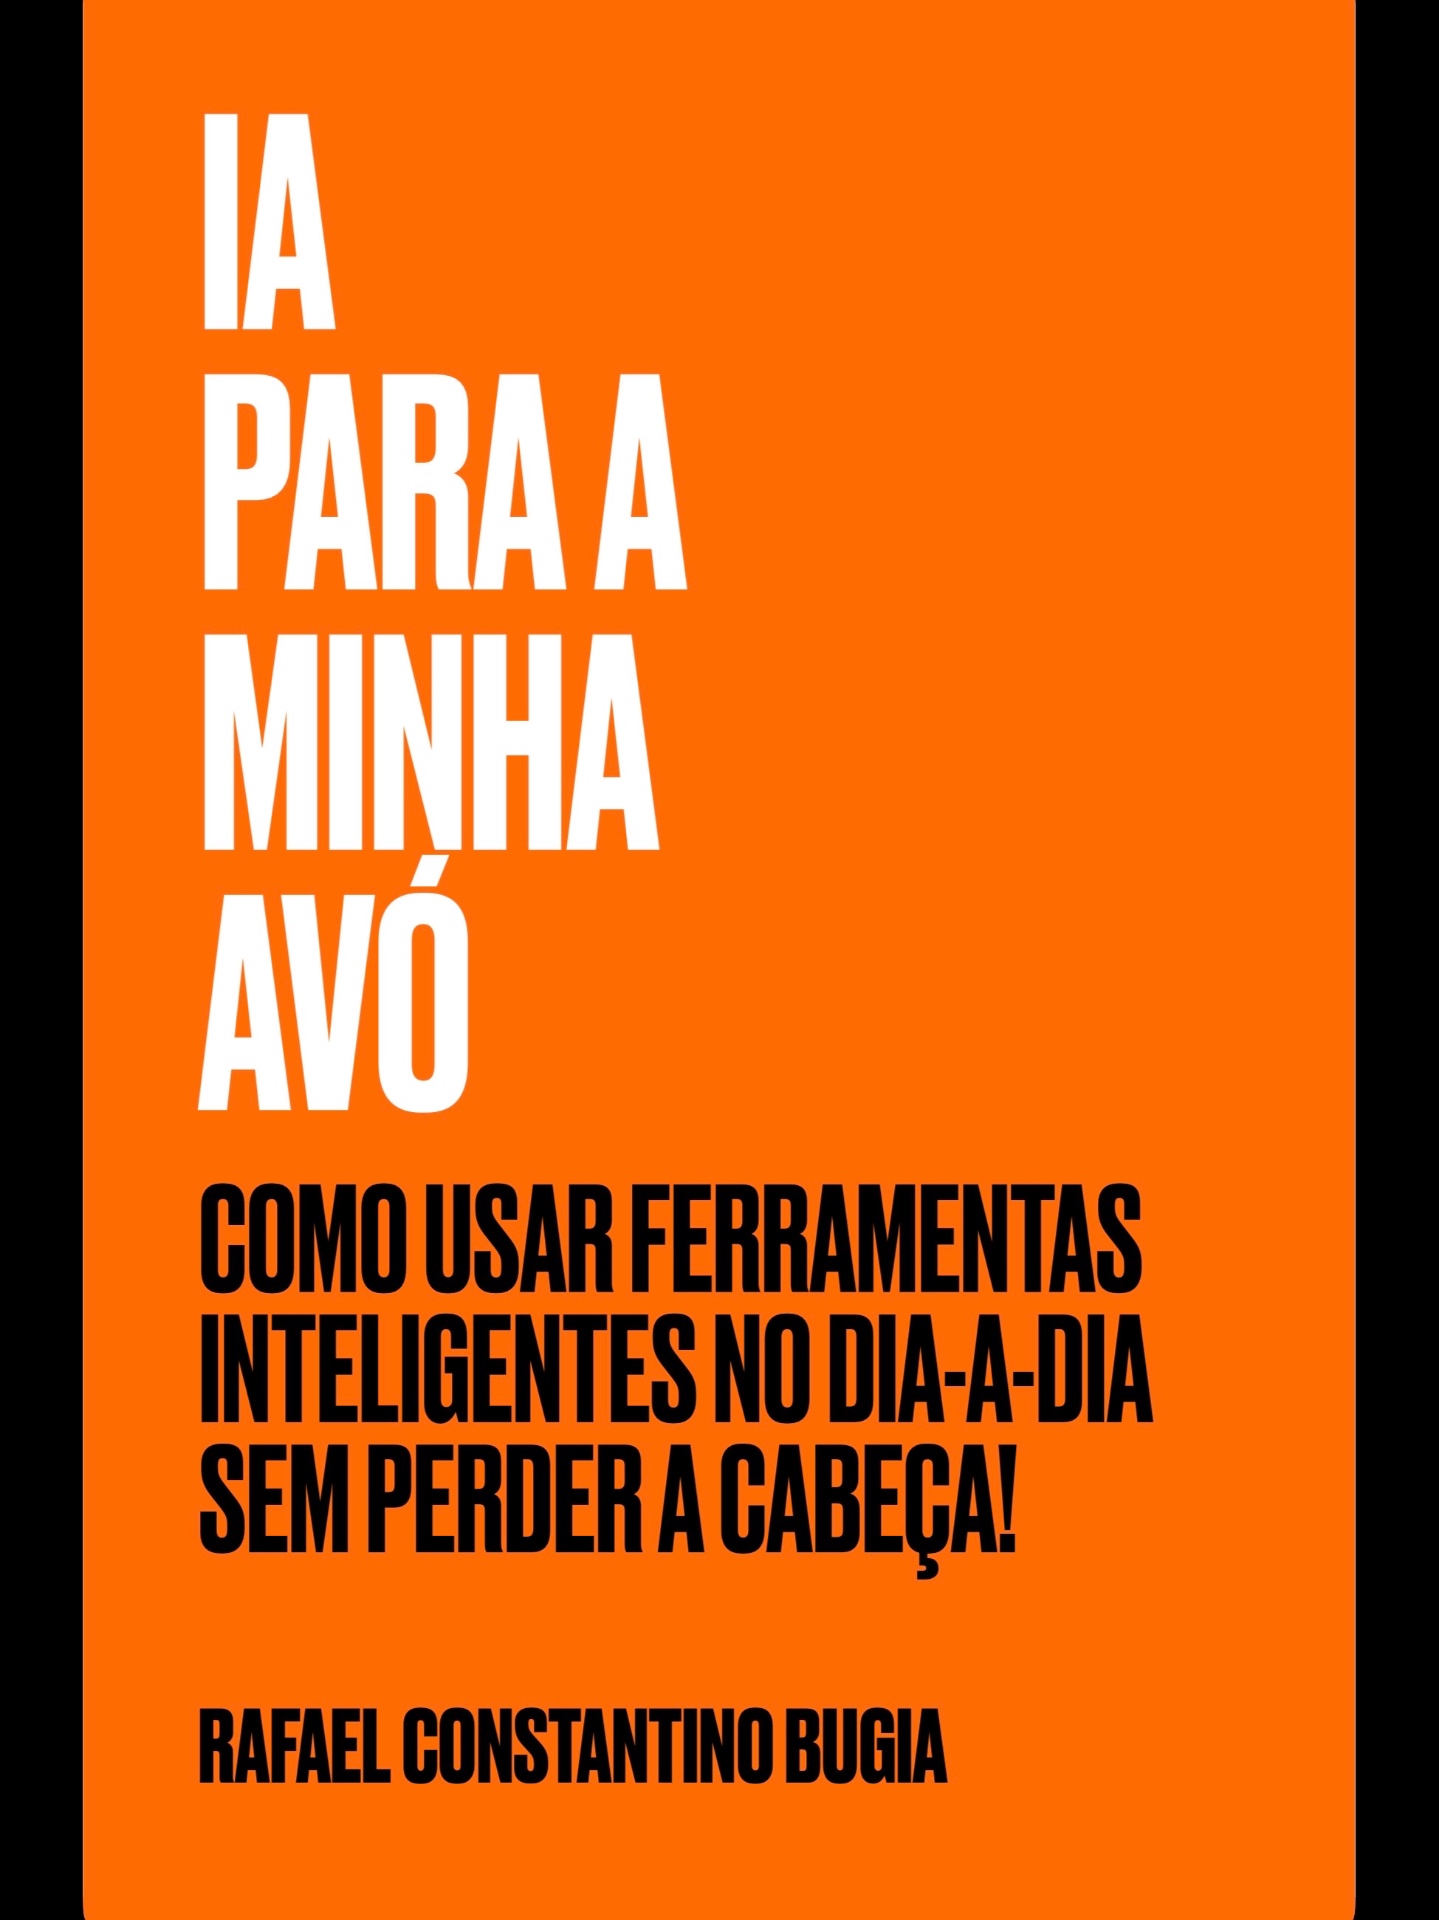 IA
PARA A
MINHA
AVÓ
COMO USAR FERRAMENTAS
INTELIGENTES NO DIA-A-DIA
SEM PERDER A CABEÇA!
RAFAEL CONSTANTINO BUGIA